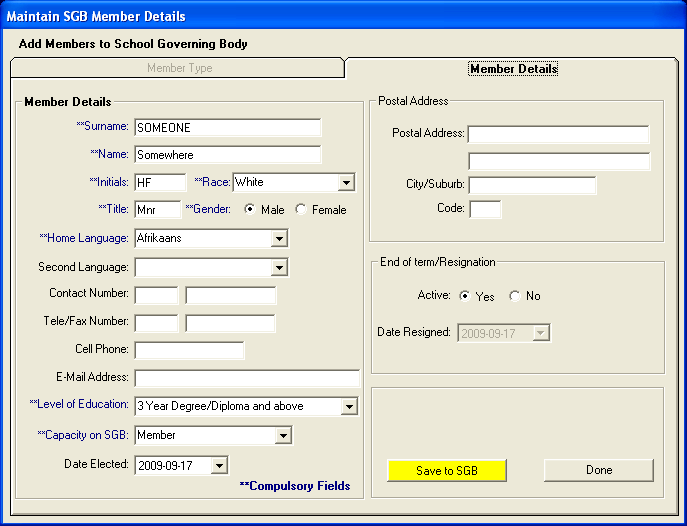 Maintain SGB Member Details
Add Members to School Governing Body
Member Type
Member Details
Member Details
**Surname: SOMEONE
**Name: Somewhere
**Initials: HF **Race: White
**Title: Mnr **Gender: Male Female
**Home Language: Afrikaans
Second Language:
Contact Number:
Tele/Fax Number:
Cell Phone:
E-Mail Address:
**Level of Education: 3 Year Degree/Diploma and above
**Capacity on SGB: Member
Date Elected: 2009-09-17
**Compulsory Fields
Postal Address
Postal Address:
City/Suburb:
Code:
End of term/Resignation
Active: Yes No
Date Resigned: 2009-09-17
Save to SGB
Done